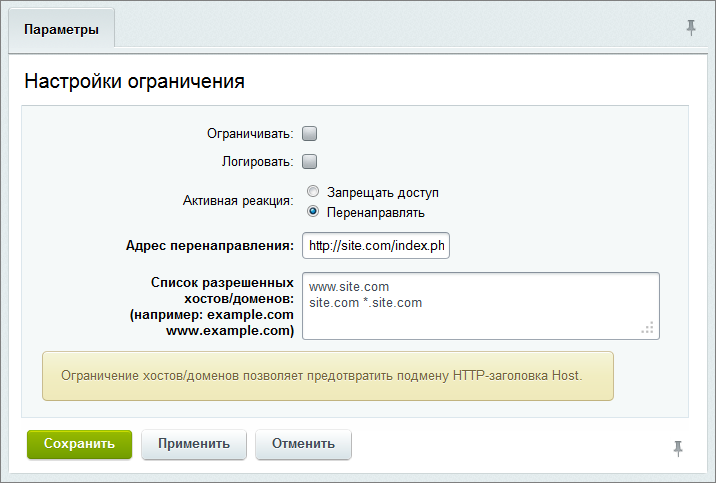 Параметры
Настройки ограничения
Ограничивать:
Логировать:
Активная реакция:
Запрещать доступ
Перенаправлять
Адрес перенаправления:
http://site.com/index.ph
Список разрешенных
хостов/доменов:
(например: example.com
www.example.com)
www.site.com
site.com *.site.com
Ограничение хостов/доменов позволяет предотвратить подмену HTTP-заголовка Host.
Сохранить
Применить
Отменить